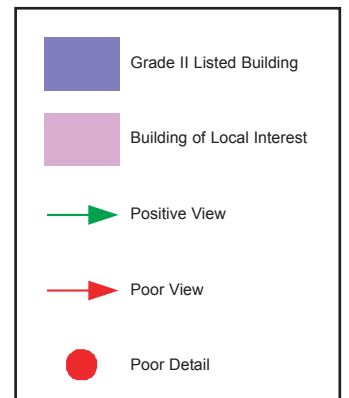 Grade II Listed Building
Building of Local Interest
Positive View
Poor View
Poor Detail